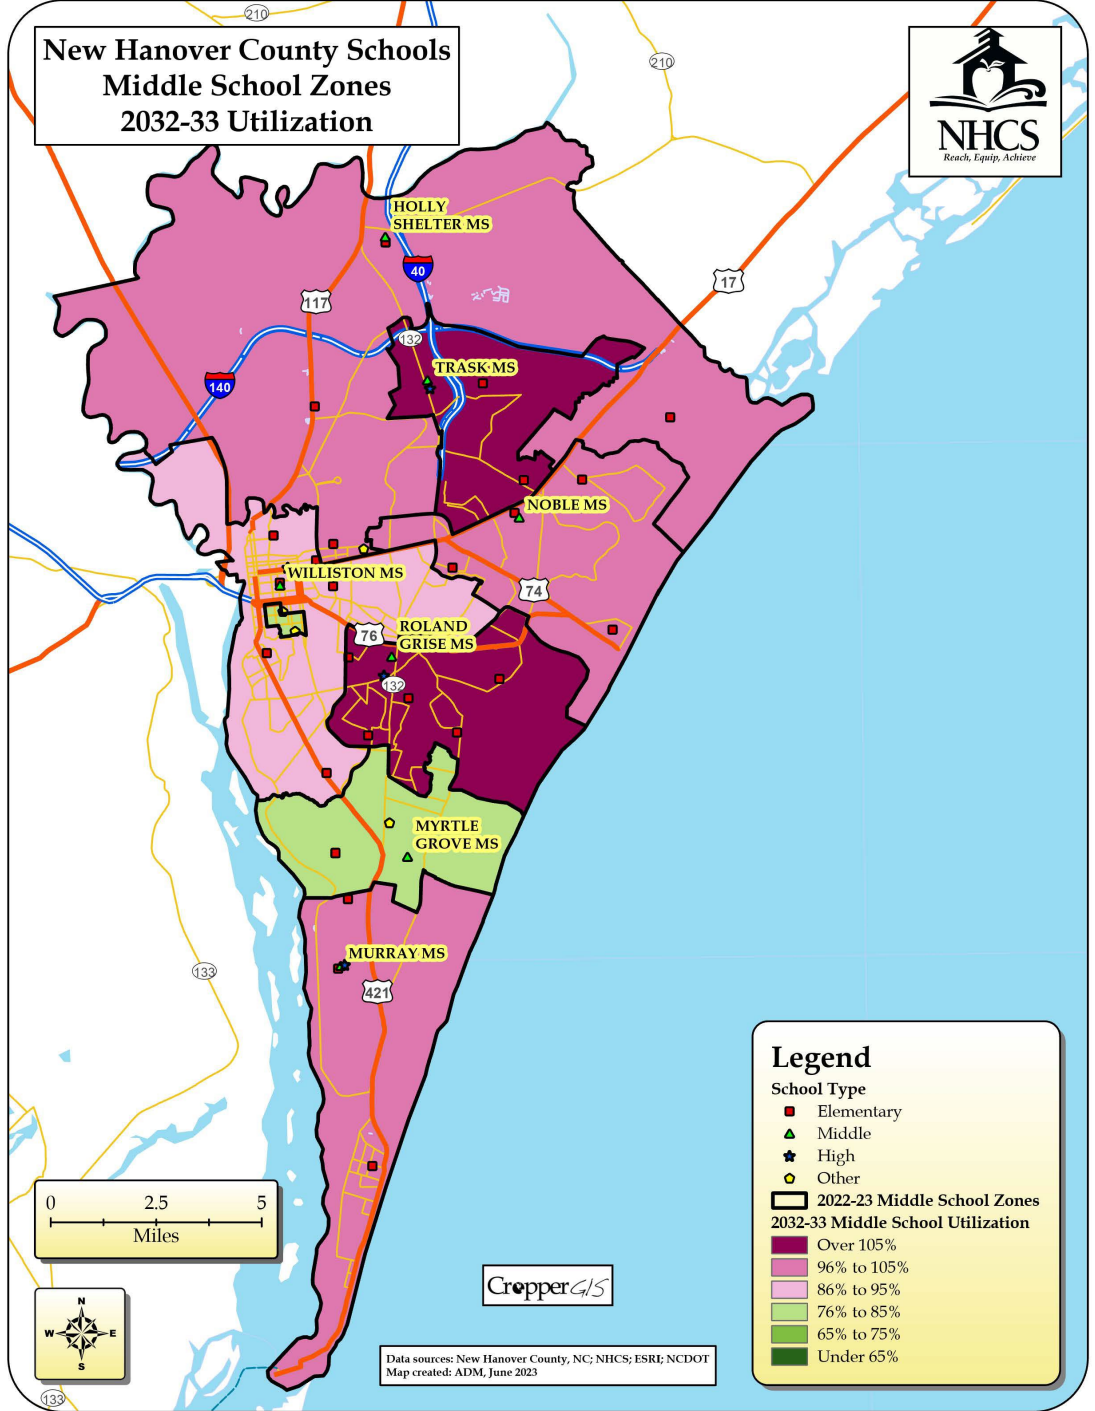 210
New Hanover County Schools
Middle School Zones
2032-33 Utilization
210
NHCS
Reach, Equip, Achieve
HOLLY
SHELTER MS
40
17
117
132
TRASK MS
140
NOBLE MS
WILLISTON MS
74
76
ROLAND
GRISE MS
132
MYRTLE
GROVE MS
MURRAY MS
133
421
Legend
School Type
Elementary
Middle
High
Other
2022-23 Middle School Zones
2032-33 Middle School Utilization
Over 105%
96% to 105%
86% to 95%
76% to 85%
65% to 75%
Under 65%
0 2.5 5
Miles
N
W E
S
CropperGIS
Data sources: New Hanover County, NC; NHCS; ESRI; NCDOT
Map created: ADM, June 2023
133